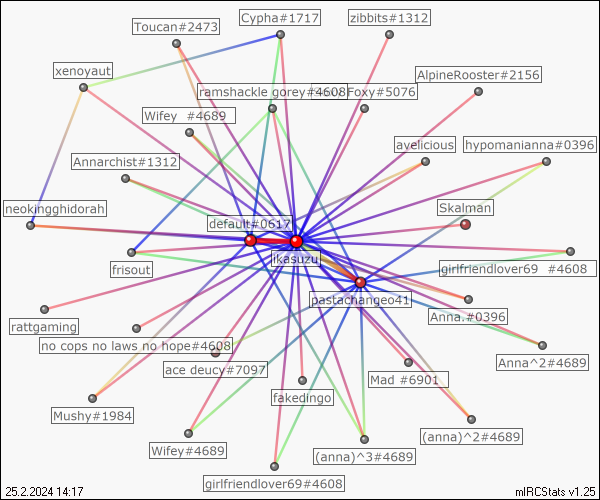 Cypha#1717
zibbits#1312
Toucan#2473
xenoyaut
AlpineRooster#2156
ramshackle gorey#4608
Foxy#5076
Wifey #4689
avelicious
hypomanianna#0396
Annarchist#1312
neokingghidorah
default#0617
Skalman
ikasuzu
frisout
girlfriendlover69 #4608
pastachangeo41
Anna.#0396
rattgaming
no cops no laws no hope#4608
ace deucy#7097
Anna^2#4689
Mad #6901
fakedingo
Mushy#1984
(anna)^2#4689
Wifey#4689
(anna)^3#4689
girlfriendlover69#4608
25.2.2024 14:17
mIRCStats v1.25